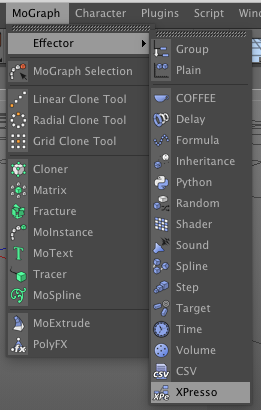 MoGraph Character Plugins Script Wind
Effector
MoGraph Selection
Linear Clone Tool
Radial Clone Tool
Grid Clone Tool
Cloner
Matrix
Fracture
MoInstance
MoText
Tracer
MoSpline
MoExtrude
PolyFX
Group
Plain
COFFEE
Delay
Formula
Inheritance
Python
Random
Shader
Sound
Spline
Step
Target
Time
Volume
CSV
XPresso